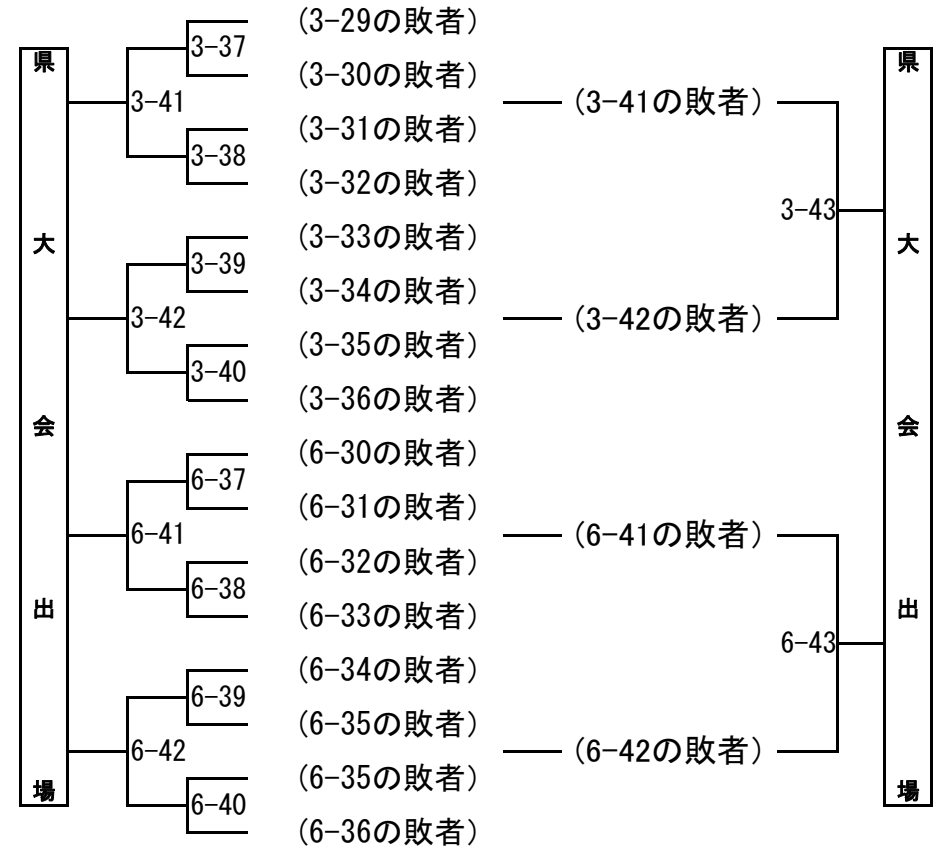 県大会出場
3-37
3-41
3-38
3-39
3-42
3-40
6-37
6-41
6-38
6-39
6-42
6-40
(3-29の敗者)
(3-30の敗者)
(3-31の敗者)
(3-32の敗者)
(3-33の敗者)
(3-34の敗者)
(3-35の敗者)
(3-36の敗者)
(6-30の敗者)
(6-31の敗者)
(6-32の敗者)
(6-33の敗者)
(6-34の敗者)
(6-35の敗者)
(6-35の敗者)
(6-36の敗者)
(3-41の敗者)
3-43
(3-42の敗者)
(6-41の敗者)
6-43
(6-42の敗者)
県大会出場